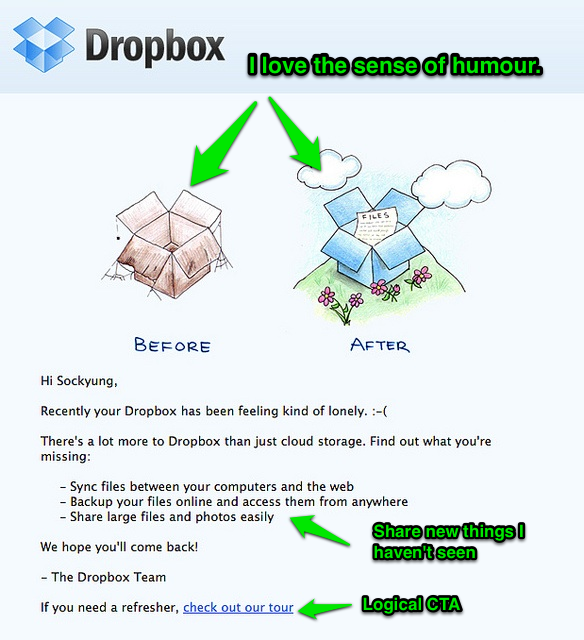 Dropbox
I love the sense of humour.
FILES
BEFORE
AFTER
Hi Sockyung,
Recently your Dropbox has been feeling kind of lonely. :-(
There's a lot more to Dropbox than just cloud storage. Find out what you're
missing:
- Sync files between your computers and the web
- Backup your files online and access them from anywhere
- Share large files and photos easily
Share new things I
haven't seen
We hope you'll come back!
- The Dropbox Team
If you need a refresher, check out our tour
Logical CTA